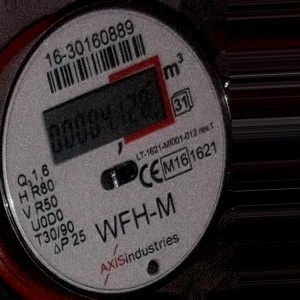 16-30160889
m³
31
LT-1621-MI001-012
CE M16 1621
Q 1,6
H R80
V R50
U0D0
T30/90
ΔP 25
WFH-M
AXISindustries